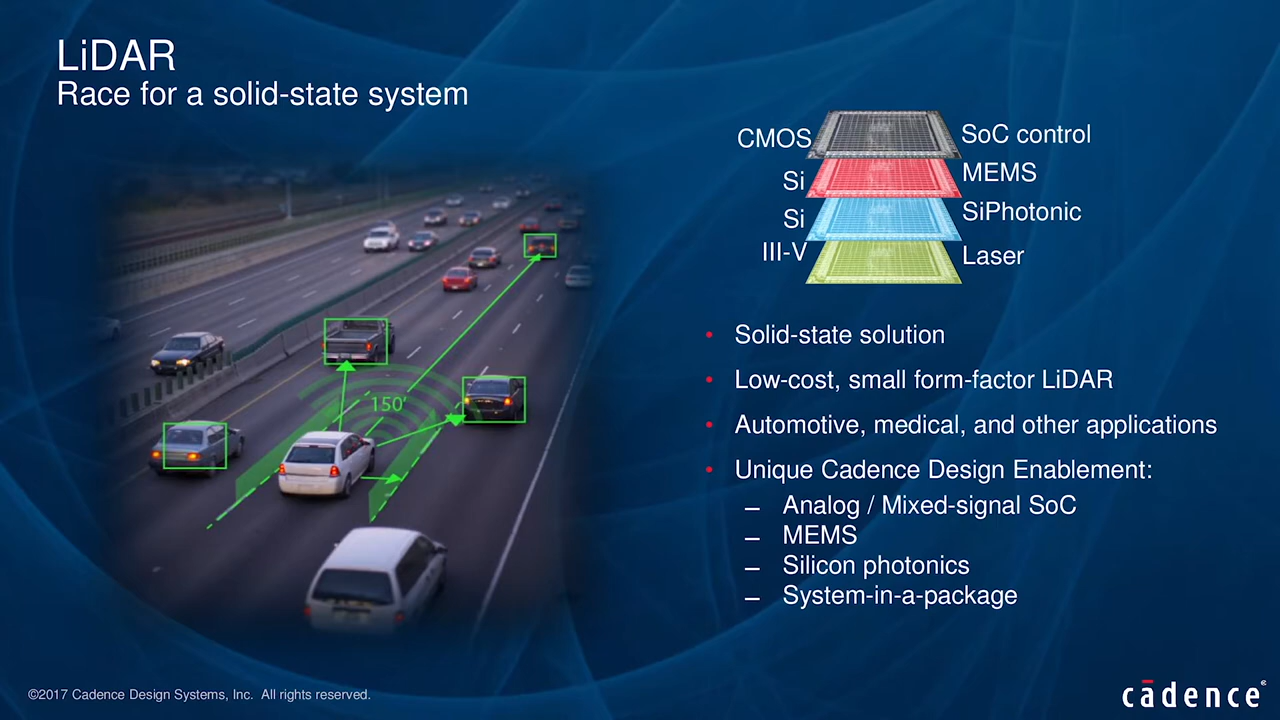 LiDAR
Race for a solid-state system
CMOS SoC control
Si MEMS
Si SiPhotonic
III-V Laser
150'
• Solid-state solution
• Low-cost, small form-factor LiDAR
• Automotive, medical, and other applications
• Unique Cadence Design Enablement:
– Analog / Mixed-signal SoC
– MEMS
– Silicon photonics
– System-in-a-package
©2017 Cadence Design Systems, Inc. All rights reserved.
cādence®